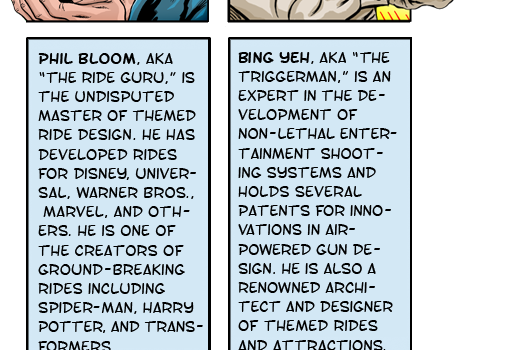 PHIL BLOOM, AKA
"THE RIDE GURU," IS
THE UNDISPUTED
MASTER OF THEMED
RIDE DESIGN. HE HAS
DEVELOPED RIDES
FOR DISNEY, UNIVER-
SAL, WARNER BROS.,
MARVEL, AND OTH-
ERS. HE IS ONE OF
THE CREATORS OF
GROUND-BREAKING
RIDES INCLUDING
SPIDER-MAN, HARRY
POTTER, AND TRANS-
FORMERS
BING YEH, AKA "THE
TRIGGERMAN," IS AN
EXPERT IN THE DE-
VELOPMENT OF
NON-LETHAL ENTER-
TAINMENT SHOOT-
ING SYSTEMS AND
HOLDS SEVERAL
PATENTS FOR INNO-
VATIONS IN AIR-
POWERED GUN DE-
SIGN. HE IS ALSO A
RENOWNED ARCHI-
TECT AND DESIGNER
OF THEMED RIDES
AND ATTRACTIONS.